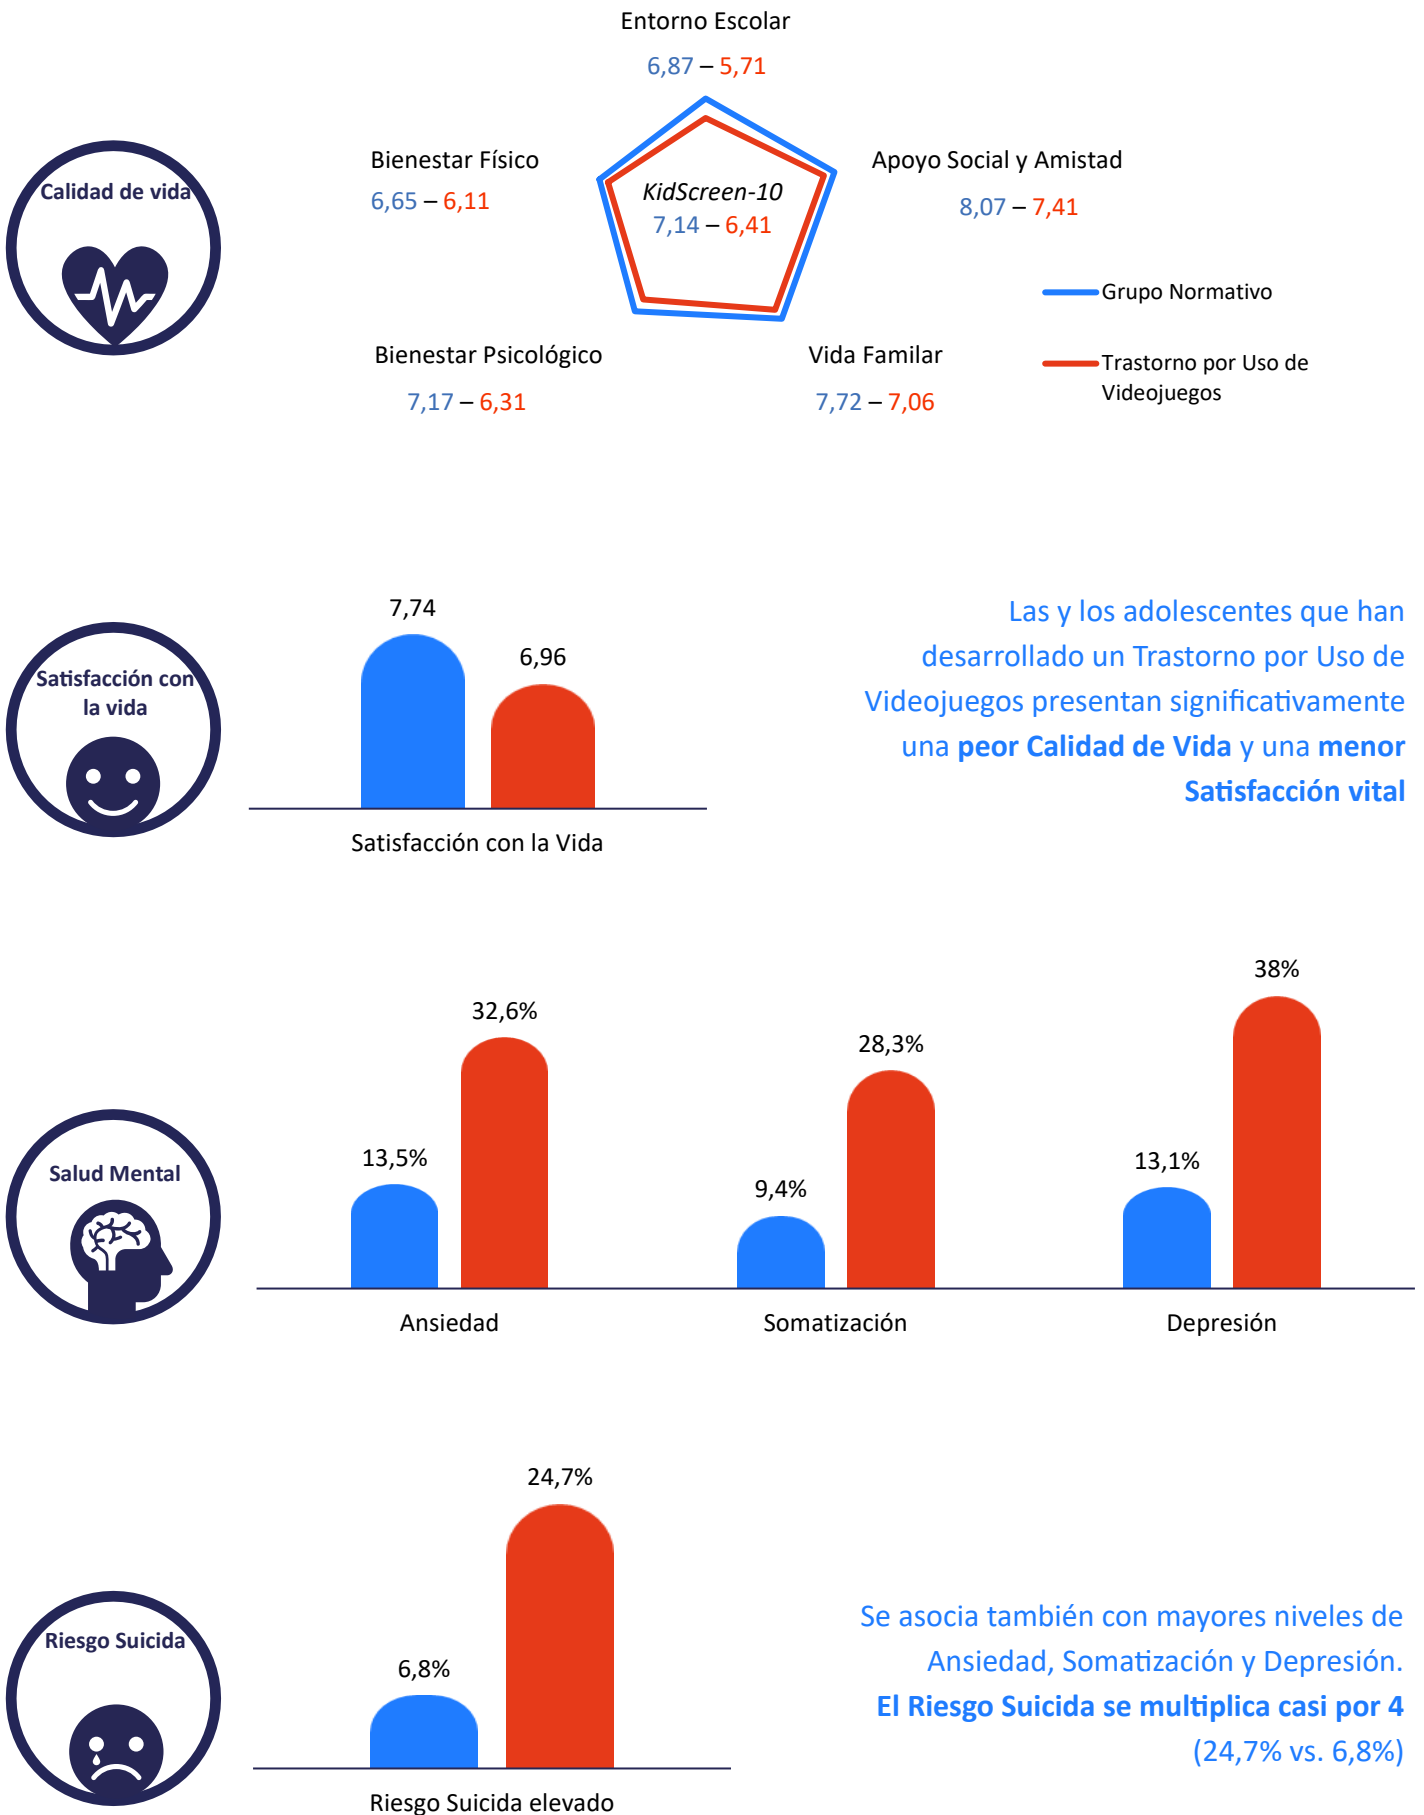 Entorno Escolar
6,87 – 5,71
Calidad de vida
Bienestar Físico
6,65 – 6,11
KidScreen-10
7,14 – 6,41
Apoyo Social y Amistad
8,07 – 7,41
Grupo Normativo
Trastorno por Uso de
Videojuegos
Bienestar Psicológico
7,17 – 6,31
Vida Familar
7,72 – 7,06
Satisfacción con
la vida
7,74
6,96
Satisfacción con la Vida
Las y los adolescentes que han
desarrollado un Trastorno por Uso de
Videojuegos presentan significativamente
una peor Calidad de Vida y una menor
Satisfacción vital
Salud Mental
13,5%
32,6%
Ansiedad
9,4%
28,3%
Somatización
13,1%
38%
Depresión
Riesgo Suicida
6,8%
24,7%
Riesgo Suicida elevado
Se asocia también con mayores niveles de
Ansiedad, Somatización y Depresión.
El Riesgo Suicida se multiplica casi por 4
(24,7% vs. 6,8%)